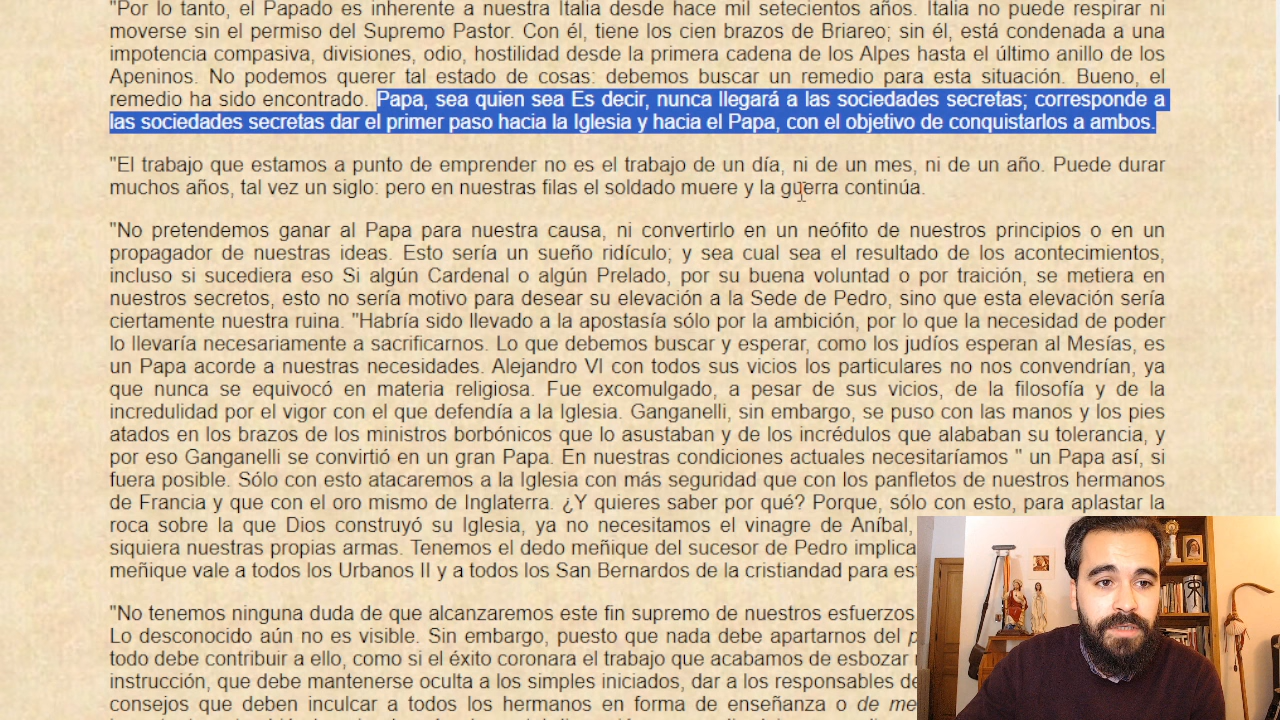 "Por lo tanto, el Papado es inherente a nuestra Italia desde hace mil setecientos años. Italia no puede respirar ni
moverse sin el permiso del Supremo Pastor. Con él, tiene los cien brazos de Briareo; sin él, está condenada a una
impotencia compasiva, divisiones, odio, hostilidad desde la primera cadena de los Alpes hasta el último anillo de los
Apeninos. No podemos querer tal estado de cosas: debemos buscar un remedio para esta situación. Bueno, el
remedio ha sido encontrado. Papa, sea quien sea Es decir, nunca llegará a las sociedades secretas; corresponde a
las sociedades secretas dar el primer paso hacia la Iglesia y hacia el Papa, con el objetivo de conquistarlos a ambos.
"El trabajo que estamos a punto de emprender no es el trabajo de un día, ni de un mes, ni de un año. Puede durar
muchos años, tal vez un siglo: pero en nuestras filas el soldado muere y la guerra continúa.
"No pretendemos ganar al Papa para nuestra causa, ni convertirlo en un neófito de nuestros principios o en un
propagador de nuestras ideas. Esto sería un sueño ridículo; y sea cual sea el resultado de los acontecimientos,
incluso si sucediera eso Si algún Cardenal o algún Prelado, por su buena voluntad o por traición, se metiera en
nuestros secretos, esto no sería motivo para desear su elevación a la Sede de Pedro, sino que esta elevación sería
ciertamente nuestra ruina. "Habría sido llevado a la apostasía sólo por la ambición, por lo que la necesidad de poder
lo llevaría necesariamente a sacrificarnos. Lo que debemos buscar y esperar, como los judíos esperan al Mesías, es
un Papa acorde a nuestras necesidades. Alejandro VI con todos sus vicios los particulares no nos convendrían, ya
que nunca se equivocó en materia religiosa. Fue excomulgado, a pesar de sus vicios, de la filosofía y de la
incredulidad por el vigor con el que defendía a la Iglesia. Ganganelli, sin embargo, se puso con las manos y los pies
atados en los brazos de los ministros borbónicos que lo asustaban y de los incrédulos que alababan su tolerancia, y
por eso Ganganelli se convirtió en un gran Papa. En nuestras condiciones actuales necesitaríamos " un Papa así, si
fuera posible. Sólo con esto atacaremos a la Iglesia con más seguridad que con los panfletos de nuestros hermanos
de Francia y que con el oro mismo de Inglaterra. ¿Y quieres saber por qué? Porque, sólo con esto, para aplastar la
roca sobre la que Dios construyó su Iglesia, ya no necesitamos el vinagre de Aníbal,
siquiera nuestras propias armas. Tenemos el dedo meñique del sucesor de Pedro implica
meñique vale a todos los Urbanos II y a todos los San Bernardos de la cristiandad para es
"No tenemos ninguna duda de que alcanzaremos este fin supremo de nuestros esfuerzos
Lo desconocido aún no es visible. Sin embargo, puesto que nada debe apartarnos del p
todo debe contribuir a ello, como si el éxito coronara el trabajo que acabamos de esbozar
instrucción, que debe mantenerse oculta a los simples iniciados, dar a los responsables de
consejos que deben inculcar a todos los hermanos en forma de enseñanza o de me